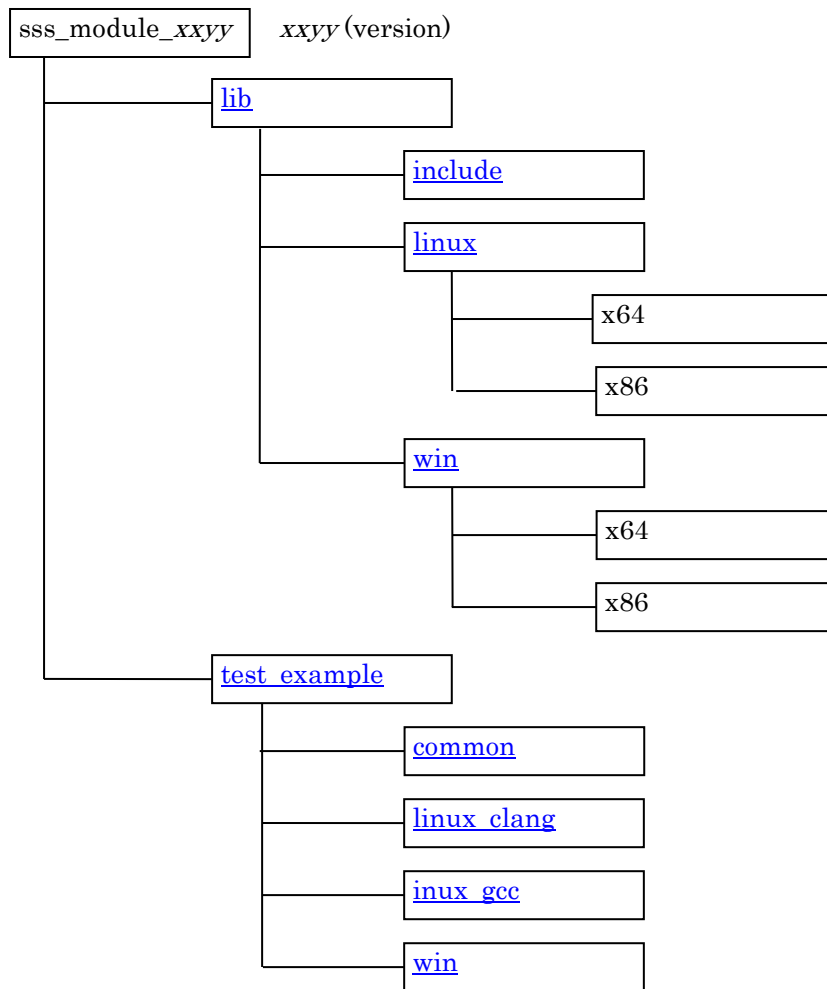 sss_module_xxyy xxyy (version)
lib
include
linux
x64
x86
win
x64
x86
test_example
common
linux_clang
inux_gcc
win